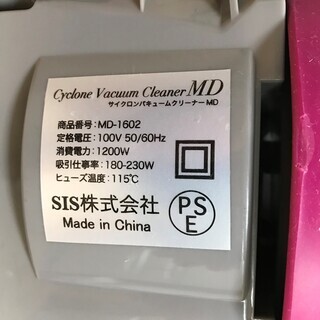 Cyclone Vacuum Cleaner MD
サイクロンバキュームクリーナー MD
商品番号：MD-1602
定格電圧：100V 50/60Hz
消費電力：1200W
吸引仕事率：180-230W
ヒューズ温度：115℃
SIS株式会社
Made in China
PS
E